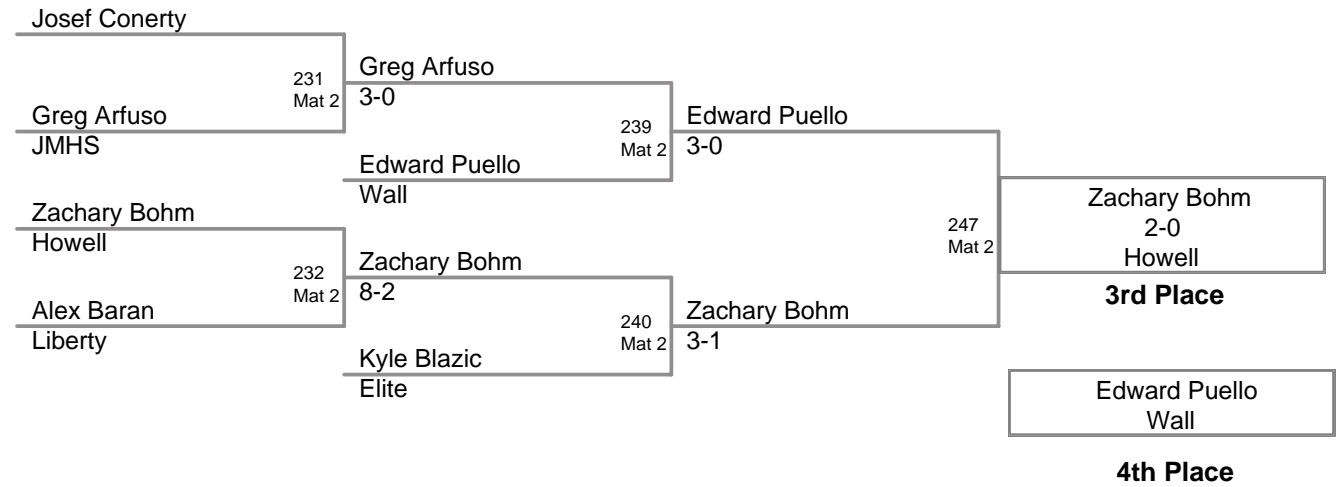 Josef Conerty
231
Mat 2
Greg Arfuso
3-0
Greg Arfuso
JMHS
239
Mat 2
Edward Puello
3-0
Edward Puello
Wall
Zachary Bohm
Howell
247
Mat 2
Zachary Bohm
2-0
Howell
3rd Place
232
Mat 2
Zachary Bohm
8-2
Alex Baran
Liberty
240
Mat 2
Zachary Bohm
3-1
Kyle Blazic
Elite
Edward Puello
Wall
4th Place